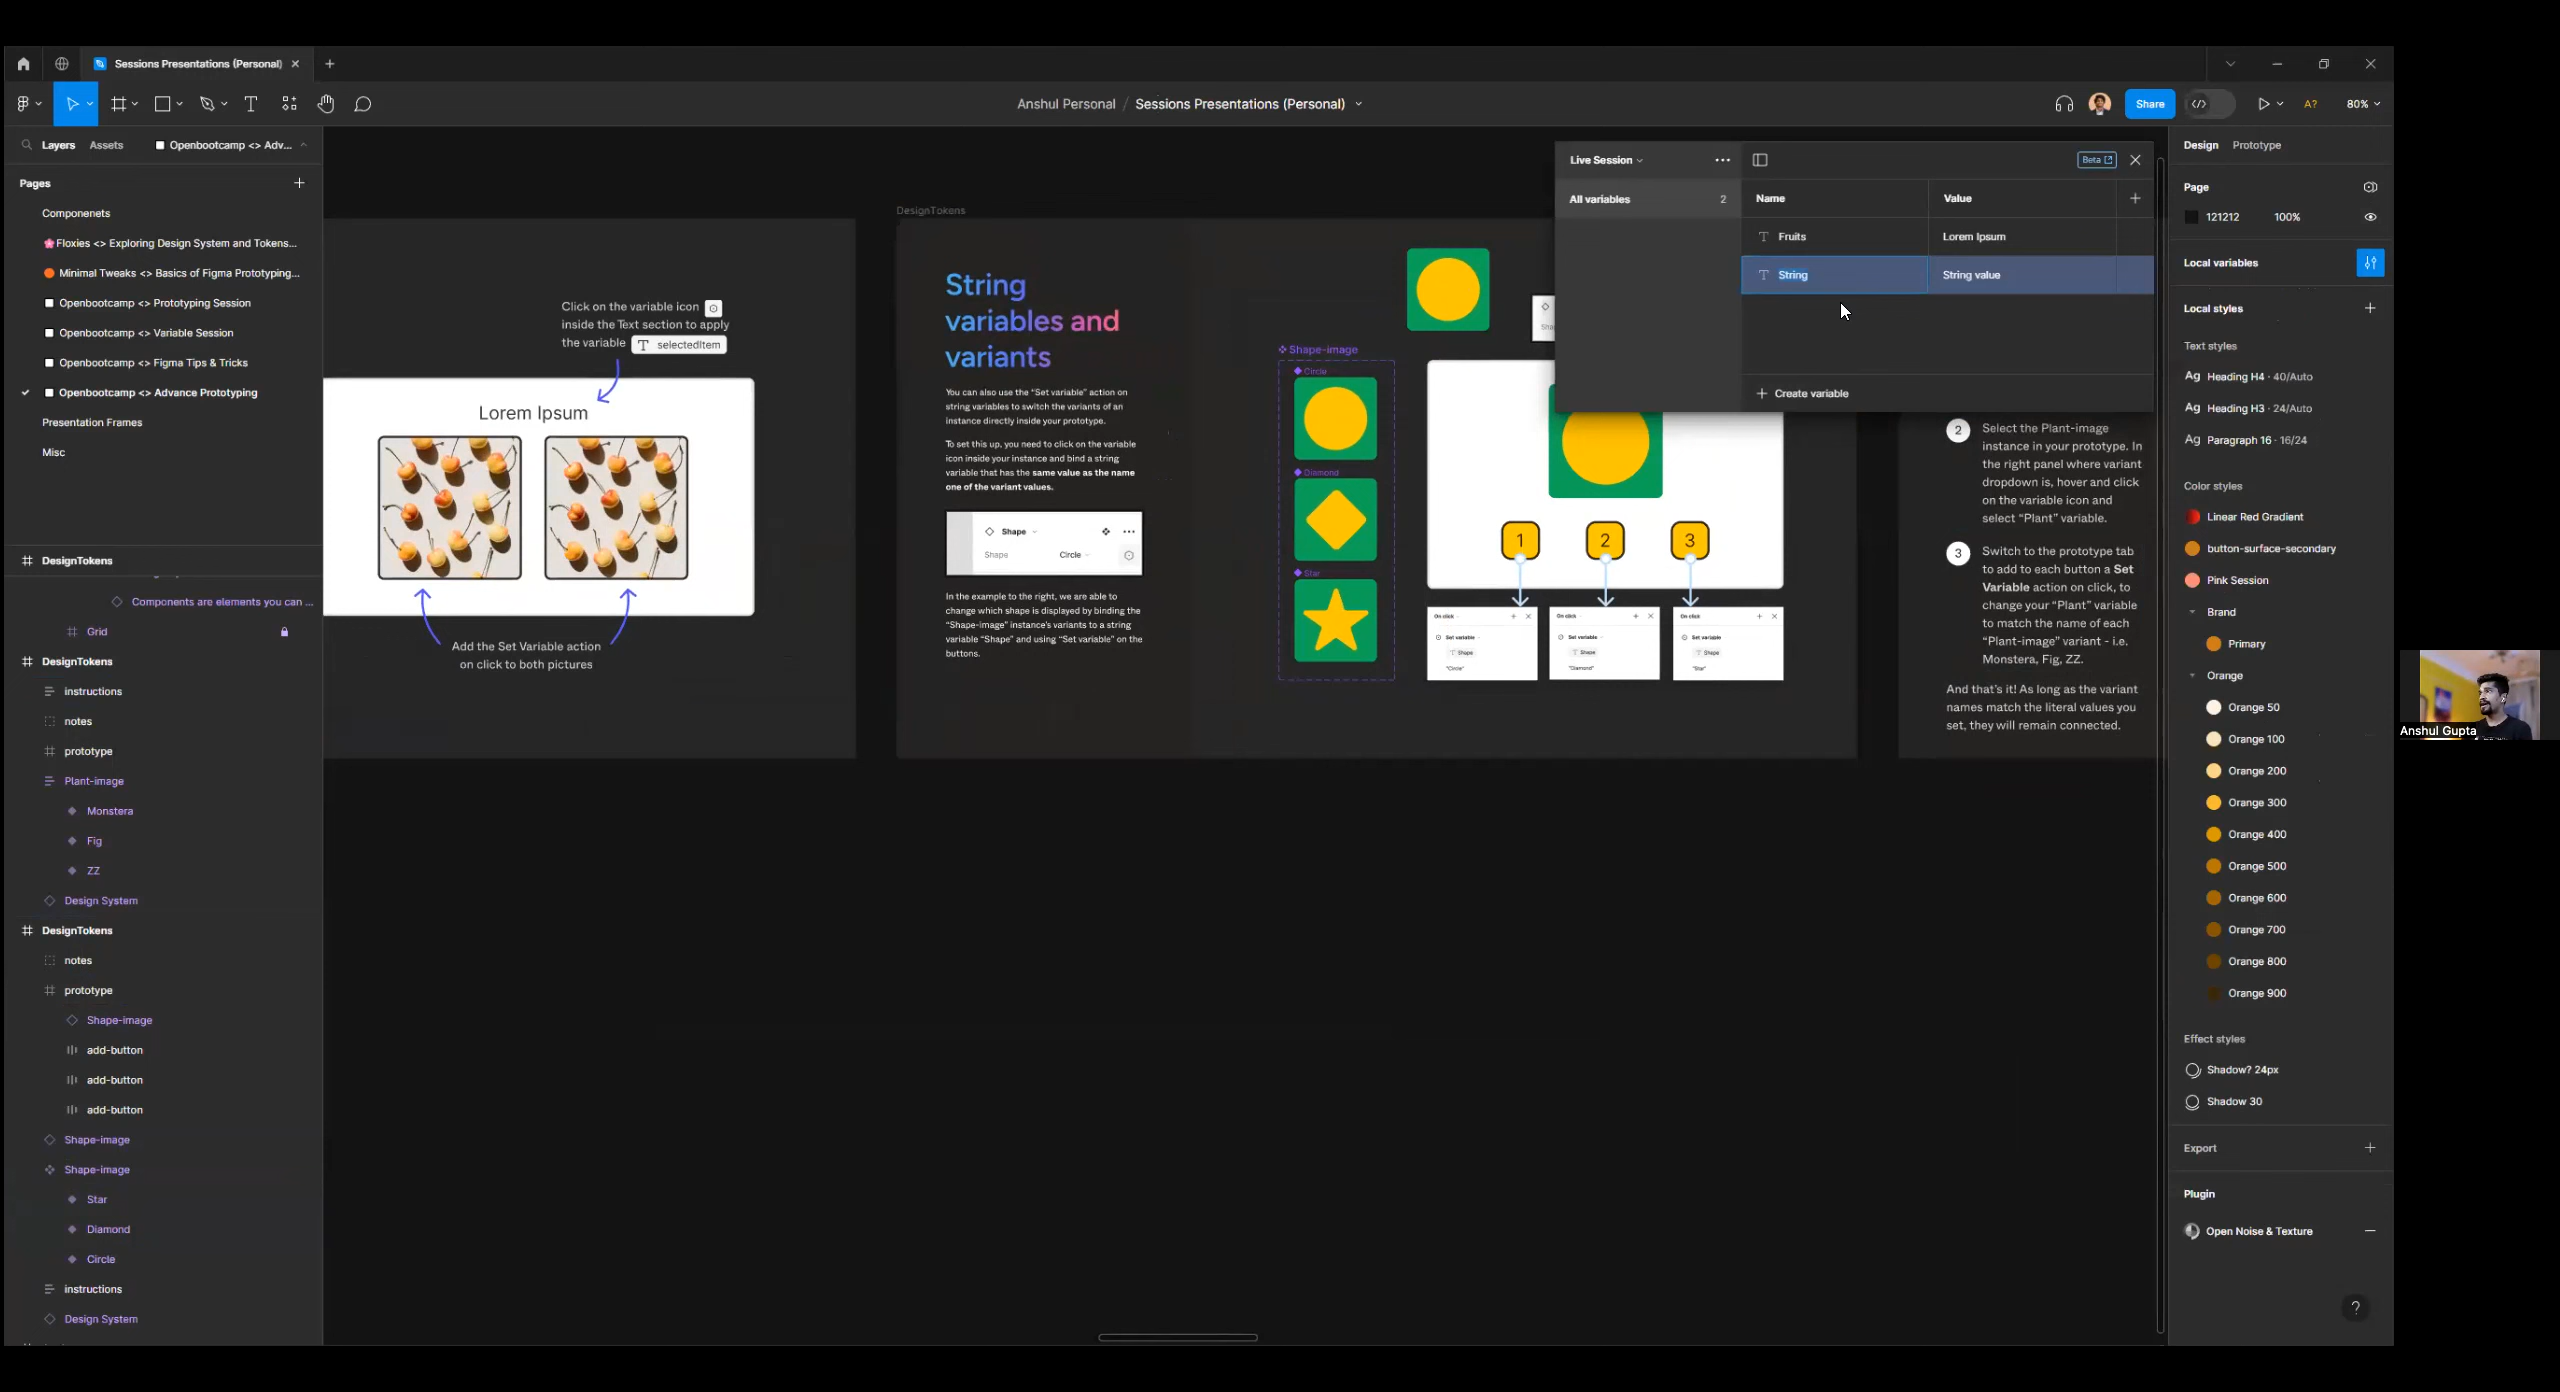 Sessions Presentations (Personal)
Anshul Personal / Sessions Presentations (Personal)
Share
A?
80%
Layers
Assets
Openbootcamp <> Adv...
Pages
Componenets
Floxies <> Exploring Design System and Tokens...
Minimal Tweaks <> Basics of Figma Prototyping...
Openbootcamp <> Prototyping Session
Openbootcamp <> Variable Session
Openbootcamp <> Figma Tips & Tricks
Openbootcamp <> Advance Prototyping
Presentation Frames
Misc
DesignTokens
Components are elements you can ...
Grid
DesignTokens
instructions
notes
prototype
Plant-image
Monstera
Fig
ZZ
Design System
DesignTokens
notes
prototype
Shape-image
add-button
add-button
add-button
Shape-image
Shape-image
Star
Diamond
Circle
instructions
Design System
Click on the variable icon
inside the Text section to apply
the variable
selectedItem
Lorem Ipsum
Add the Set Variable action
on click to both pictures
DesignTokens
String
variables and
variants
You can also use the “Set variable” action on
string variables to switch the variants of an
instance directly inside your prototype.
To set this up, you need to click on the variable
icon inside your instance and bind a string
variable that has the same value as the name
one of the variant values.
Shape
Shape
Circle
In the example to the right, we are able to
change which shape is displayed by binding the
“Shape-image” instance’s variants to a string
variable “Shape” and using “Set variable” on the
buttons.
Shape-image
Circle
Diamond
Star
1
2
3
On click
Set variable
Shape
"Circle"
On click
Set variable
Shape
"Diamond"
On click
Set variable
Shape
"Star"
Live Session
Beta
All variables
2
Name
Value
Fruits
Lorem Ipsum
String
String value
Create variable
2
Select the Plant-image
instance in your prototype. In
the right panel where variant
dropdown is, hover and click
on the variable icon and
select “Plant” variable.
3
Switch to the prototype tab
to add to each button a Set
Variable action on click, to
change your “Plant” variable
to match the name of each
“Plant-image” variant - i.e.
Monstera, Fig, ZZ.
And that’s it! As long as the variant
names match the literal values you
set, they will remain connected.
Design
Prototype
Page
121212
100%
Local variables
Local styles
Text styles
Ag Heading H4 · 40/Auto
Ag Heading H3 · 24/Auto
Ag Paragraph 16 · 16/24
Color styles
Linear Red Gradient
button-surface-secondary
Pink Session
Brand
Primary
Orange
Orange 50
Orange 100
Orange 200
Orange 300
Orange 400
Orange 500
Orange 600
Orange 700
Orange 800
Orange 900
Effect styles
Shadow? 24px
Shadow 30
Export
Plugin
Open Noise & Texture
?
Anshul Gupta